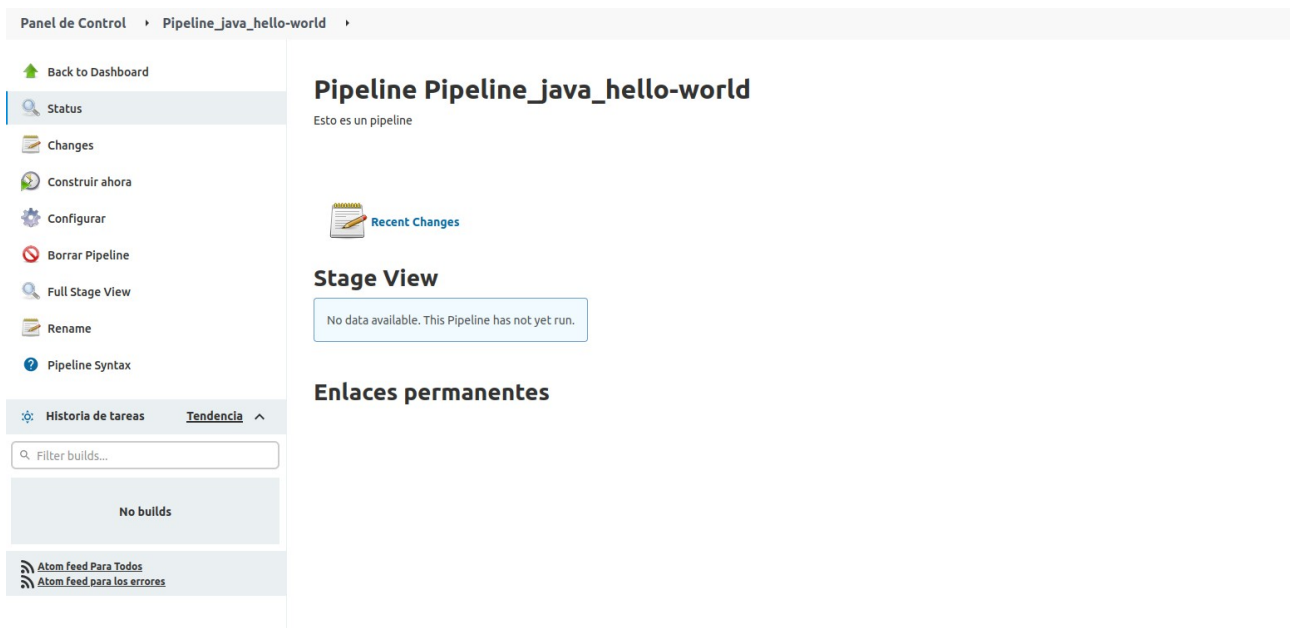 Panel de Control Pipeline_java_hello-world
Back to Dashboard
Status
Changes
Construir ahora
Configurar
Borrar Pipeline
Full Stage View
Rename
Pipeline Syntax
Historia de tareas Tendencia
Filter builds...
No builds
Atom feed Para Todos
Atom feed para los errores
Pipeline Pipeline_java_hello-world
Esto es un pipeline
Recent Changes
Stage View
No data available. This Pipeline has not yet run.
Enlaces permanentes